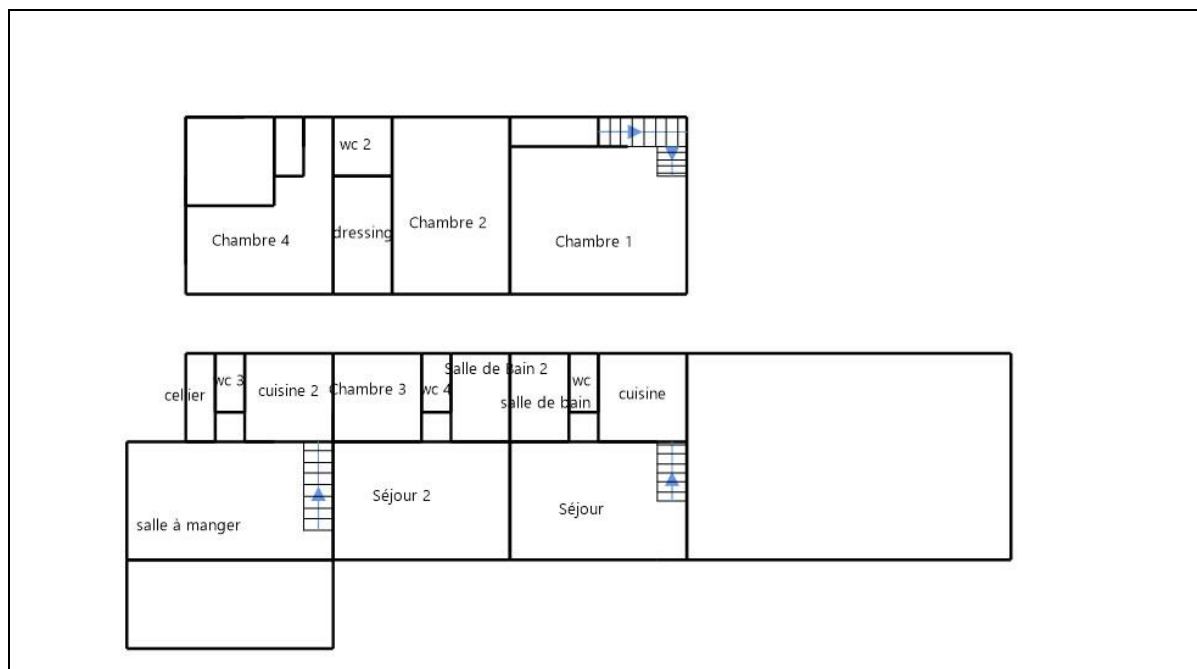 wc 2
dressing
Chambre 2
Chambre 4
Chambre 1
cellier
wc 3
cuisine 2
Chambre 3
wc 4
Salle de Bain 2
salle de bain
wc
cuisine
salle à manger
Séjour 2
Séjour